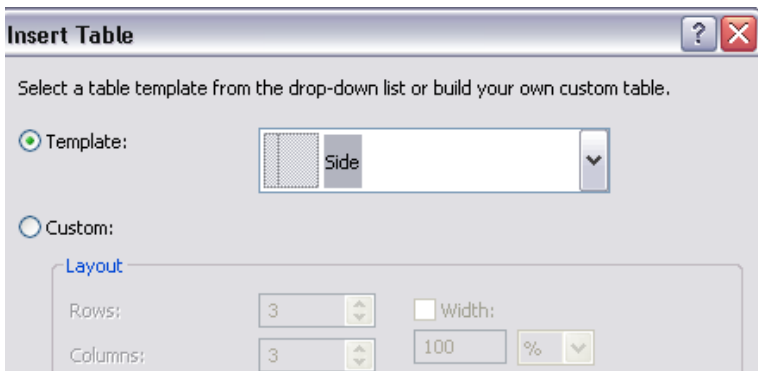 Insert Table
Select a table template from the drop-down list or build your own custom table.
Template:
Side
Custom:
Layout
Rows:
3
Width:
Columns:
3
100
%